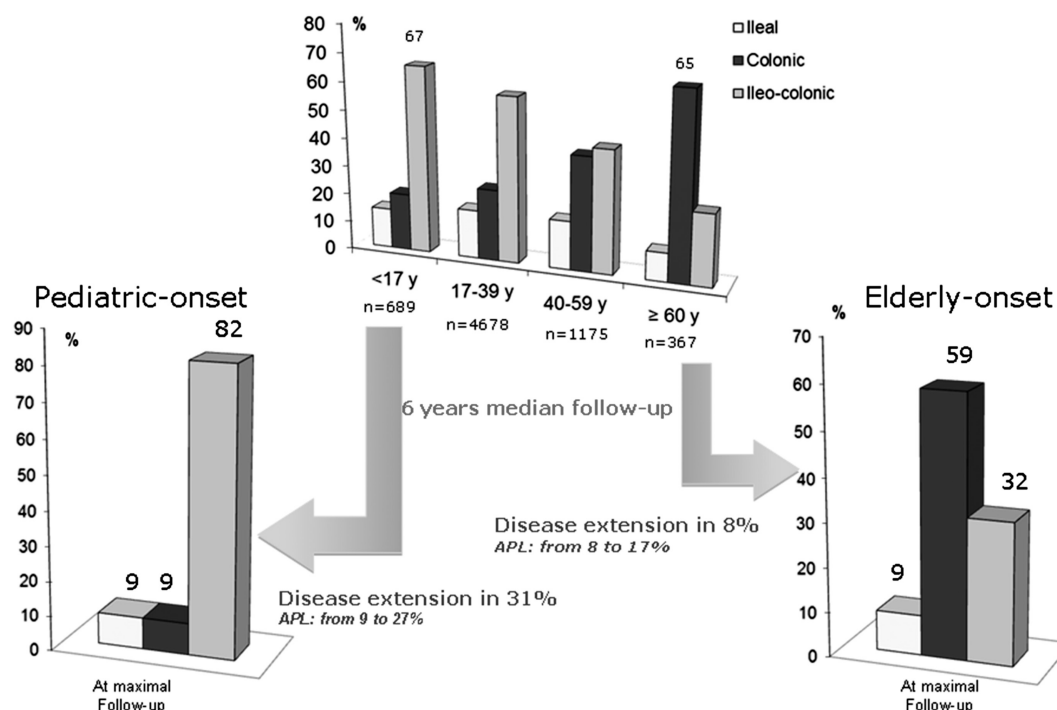 80
%
70
60
50
40
30
20
10
0
67
65
Ileal
Colonic
Ileo-colonic
<17 y
17-39 y
40-59 y
≥ 60 y
n=689
n=4678
n=1175
n=367
Pediatric-onset
90
%
80
70
60
50
40
30
20
10
0
9
9
82
At maximal
Follow-up
6 years median follow-up
Disease extension in 31%
APL: from 9 to 27%
Disease extension in 8%
APL: from 8 to 17%
Elderly-onset
70
%
60
50
40
30
20
10
0
9
59
32
At maximal
Follow-up